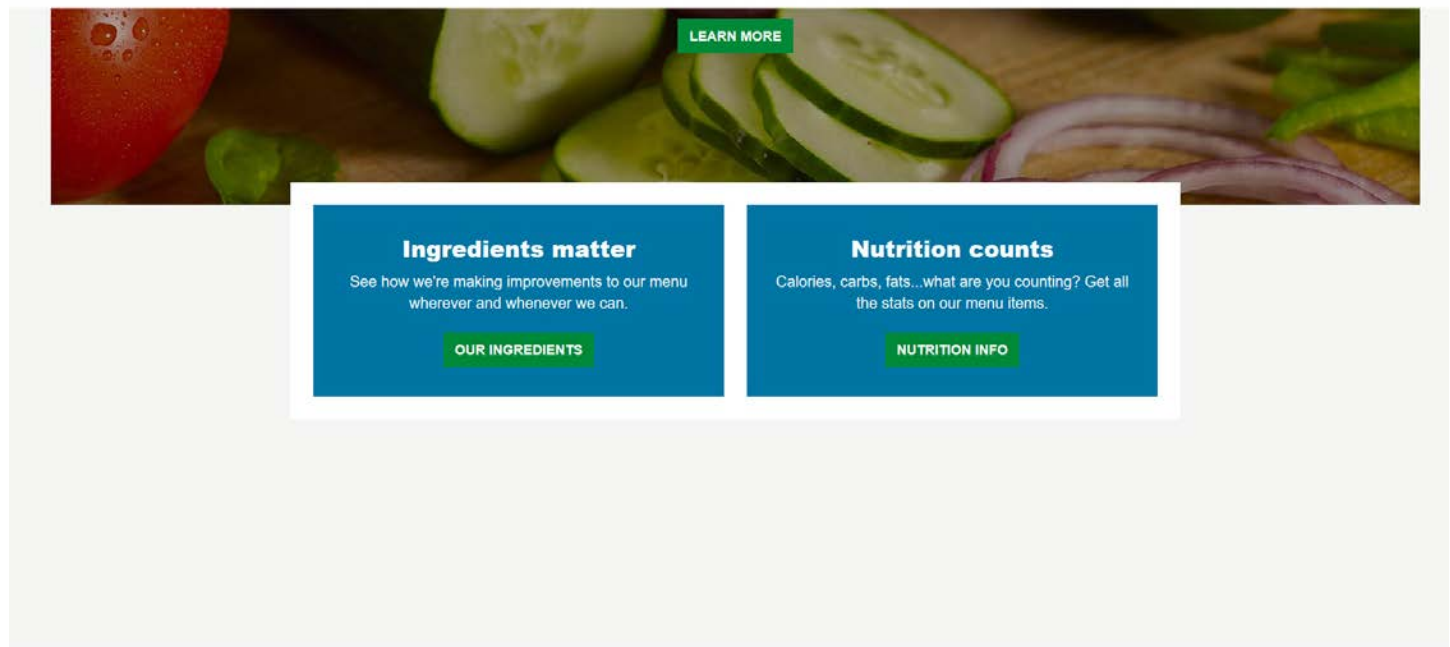 LEARN MORE
Ingredients matter
See how we're making improvements to our menu
wherever and whenever we can.
OUR INGREDIENTS
Nutrition counts
Calories, carbs, fats...what are you counting? Get all
the stats on our menu items.
NUTRITION INFO